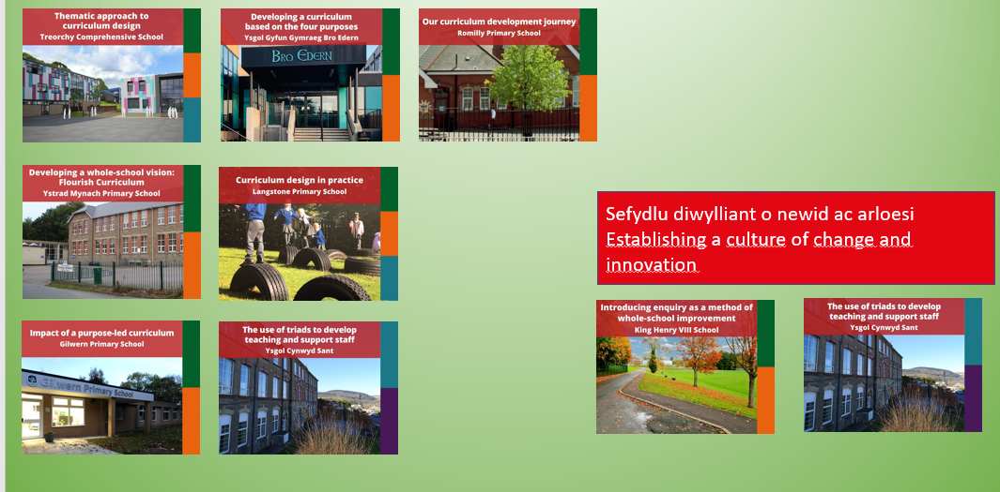 Thematic approach to
curriculum design
Treorchy Comprehensive School
Developing a curriculum
based on the four purposes
Ysgol Gyfun Gymraeg Bro Edern
BRO EDERN
Our curriculum development journey
Romilly Primary School
Developing a whole-school vision:
Flourish Curriculum
Ystrad Mynach Primary School
Curriculum design in practice
Langstone Primary School
Sefydlu diwylliant o newid ac arloesi
Establishing a culture of change and
innovation
Impact of a purpose-led curriculum
Gilwern Primary School
Gilwern Primary School
The use of triads to develop
teaching and support staff
Ysgol Cynwyd Sant
Introducing enquiry as a method of
whole-school improvement
King Henry VIII School
The use of triads to develop
teaching and support staff
Ysgol Cynwyd Sant